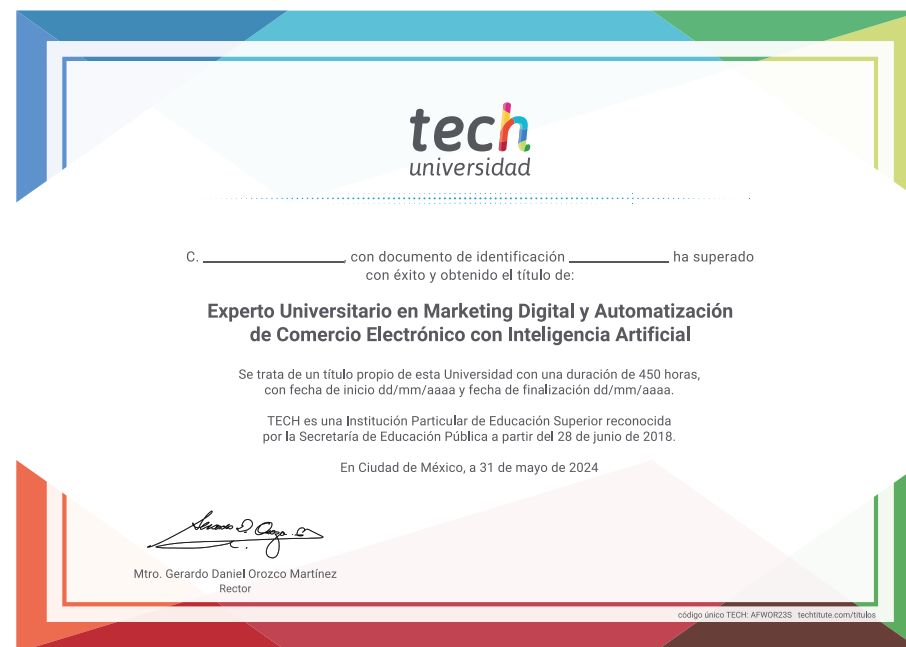 tech
universidad
C. ____________________, con documento de identificación ______________ ha superado
con éxito y obtenido el título de:
Experto Universitario en Marketing Digital y Automatización
de Comercio Electrónico con Inteligencia Artificial
Se trata de un título propio de esta Universidad con una duración de 450 horas,
con fecha de inicio dd/mm/aaaa y fecha de finalización dd/mm/aaaa.
TECH es una Institución Particular de Educación Superior reconocida
por la Secretaría de Educación Pública a partir del 28 de junio de 2018.
En Ciudad de México, a 31 de mayo de 2024
Mtro. Gerardo Daniel Orozco Martínez
Rector
código único TECH: AFWOR23S techtitute.com/titulos